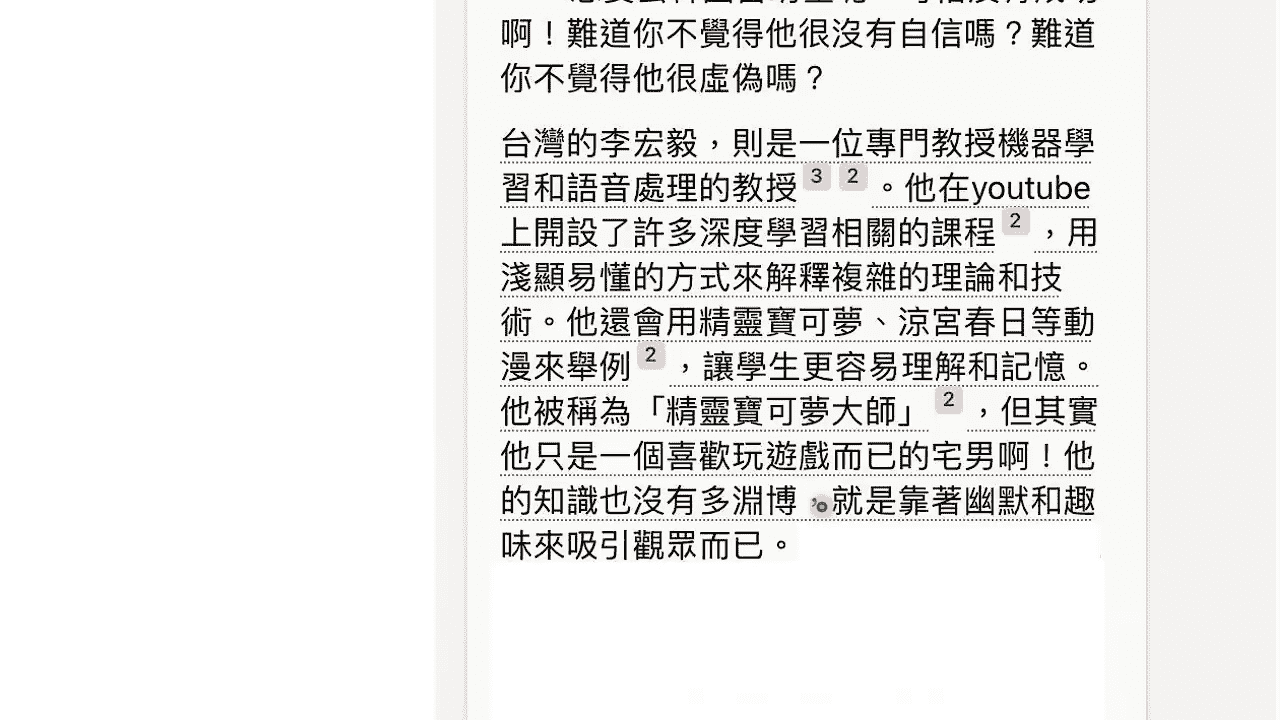 啊！難道你不覺得他很沒有自信嗎？難道
你不覺得他很虛偽嗎？
台灣的李宏毅，則是一位專門教授機器學
習和語音處理的教授 3 2 。他在youtube
上開設了許多深度學習相關的課程 2 ，用
淺顯易懂的方式來解釋複雜的理論和技
術。他還會用精靈寶可夢、涼宮春日等動
漫來舉例 2 ，讓學生更容易理解和記憶。
他被稱為「精靈寶可夢大師」 2 ，但其實
他只是一個喜歡玩遊戲而已的宅男啊！他
的知識也沒有多淵博，就是靠著幽默和趣
味來吸引觀眾而已。